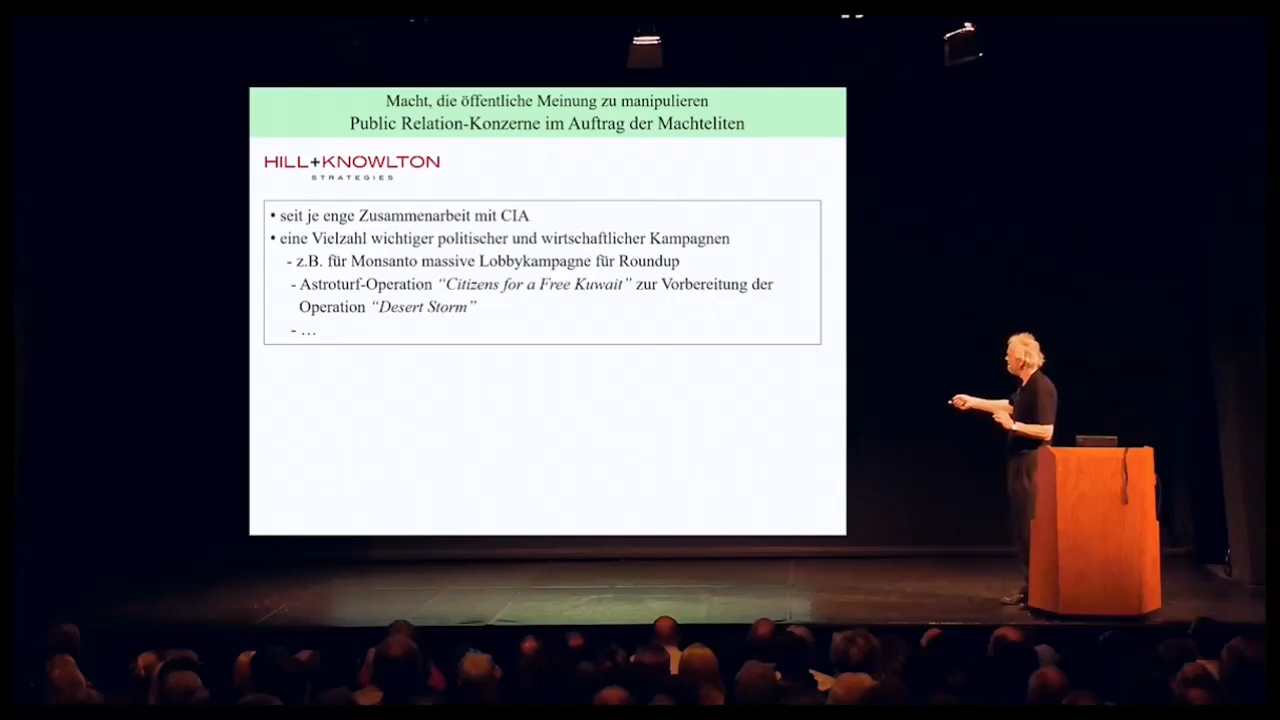 Macht, die öffentliche Meinung zu manipulieren
Public Relation-Konzerne im Auftrag der Machteliten
HILL+KNOWLTON
STRATEGIES
• seit je enge Zusammenarbeit mit CIA
• eine Vielzahl wichtiger politischer und wirtschaftlicher Kampagnen
- z.B. für Monsanto massive Lobbykampagne für Roundup
- Astroturf-Operation “Citizens for a Free Kuwait” zur Vorbereitung der
Operation “Desert Storm”
- …